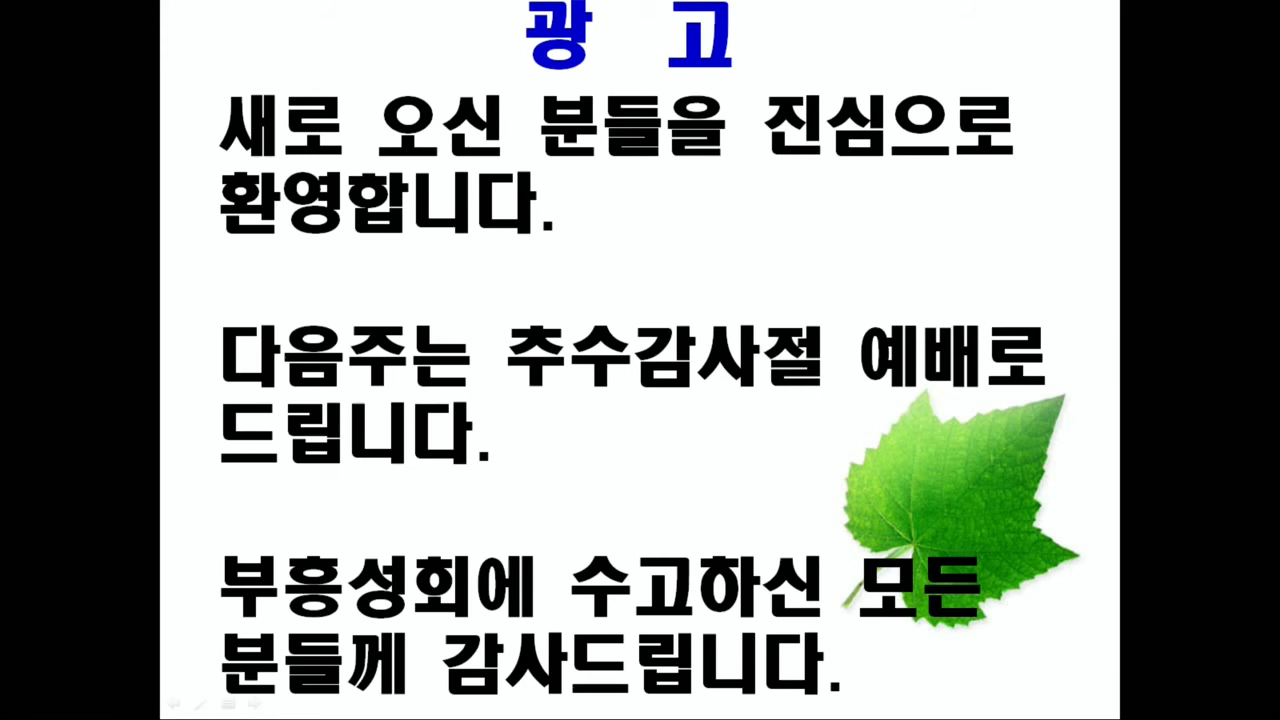 광 고
새로 오신 분들을 진심으로
환영합니다.
다음주는 추수감사절 예배로
드립니다.
부흥성회에 수고하신 모든
분들께 감사드립니다.